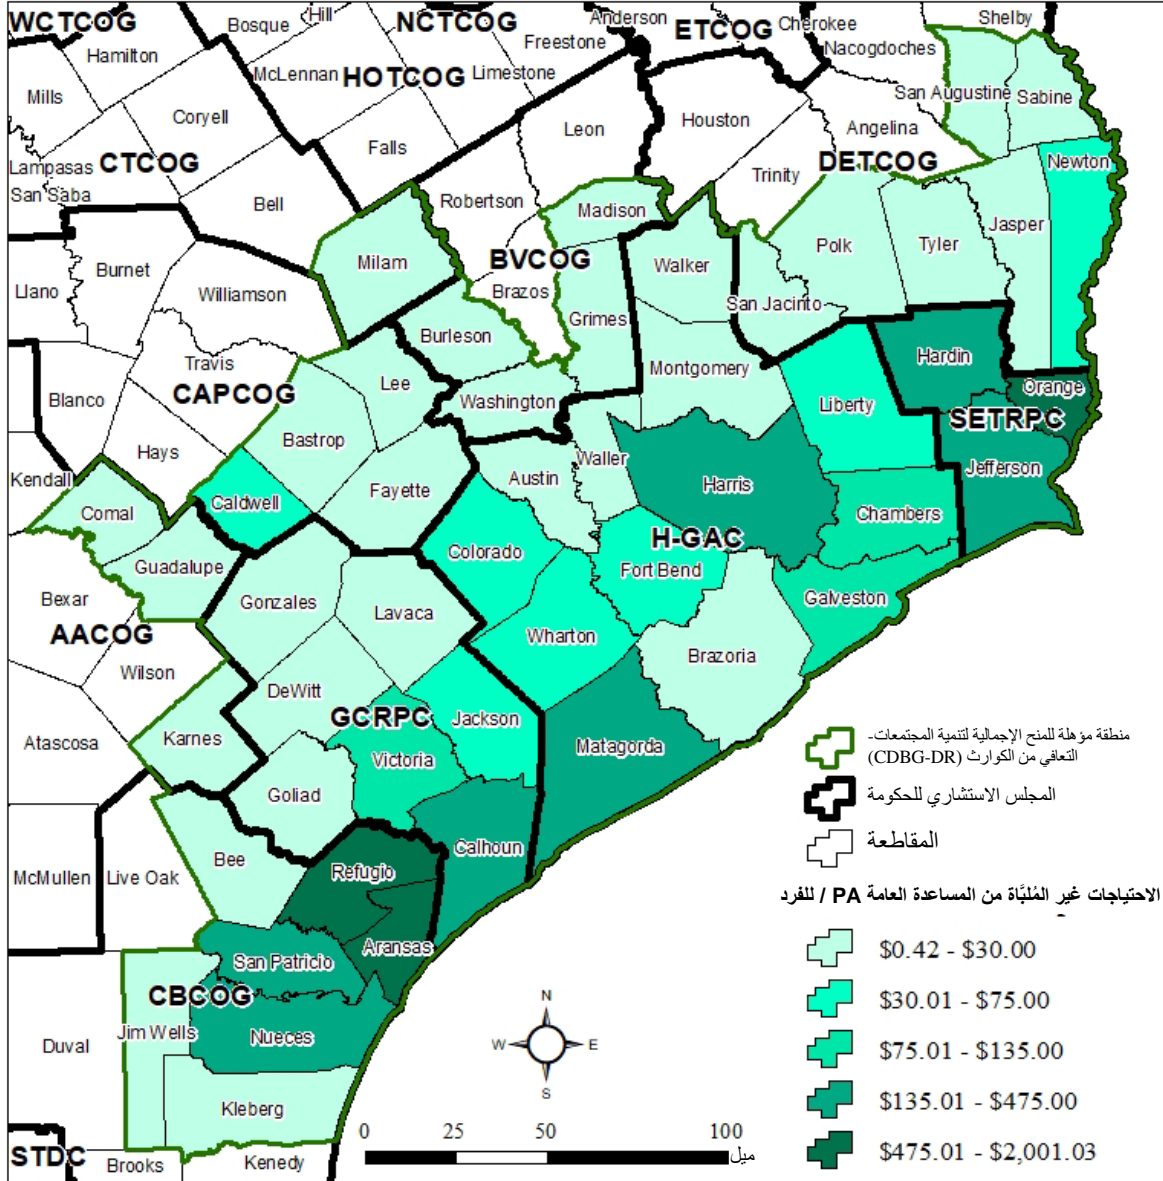 WCTCOG
Hill
Bosque
NCTCOG
Anderson
ETCOG
Cherokee
Shelby
Hamilton
Freestone
Nacogdoches
McLennan
HOTCOG
Limestone
Mills
San Augustine
Sabine
Coryell
Leon
Houston
Angelina
Falls
Lampasas
CTCOG
DETCOG
Newton
San Saba
Bell
Robertson
Trinity
Madison
Jasper
Milam
BVCOG
Walker
Polk
Tyler
Burnet
Llano
Williamson
Brazos
San Jacinto
Grimes
Burleson
Travis
Hardin
Lee
Montgomery
Orange
CAPCOG
Blanco
Washington
Liberty
SETRPC
Bastrop
Hays
Waller
Jefferson
Kendall
Austin
Fayette
Harris
Caldwell
Comal
Chambers
H-GAC
Colorado
Guadalupe
Fort Bend
Bexar
Gonzales
Lavaca
Galveston
AACOG
Wharton
Brazoria
Wilson
DeWitt
GCRPC
Jackson
Karnes
Atascosa
Matagorda
Victoria
Goliad
Calhoun
Bee
Refugio
McMullen
Live Oak
Aransas
San Patricio
CBCOG
Jim Wells
Nueces
Duval
Kleberg
STDC
Brooks
Kenedy
منطقة مؤهلة للمنح الإجمالية لتنمية المجتمعات-
التعافي من الكوارث (CDBG-DR)
المجلس الاستشاري للحكومة
المقاطعة
الاحتياجات غير المُلبَّاة من المساعدة العامة PA / للفرد
$0.42 - $30.00
$30.01 - $75.00
$75.01 - $135.00
$135.01 - $475.00
$475.01 - $2,001.03
N
W E
S
0 25 50 100
ميل